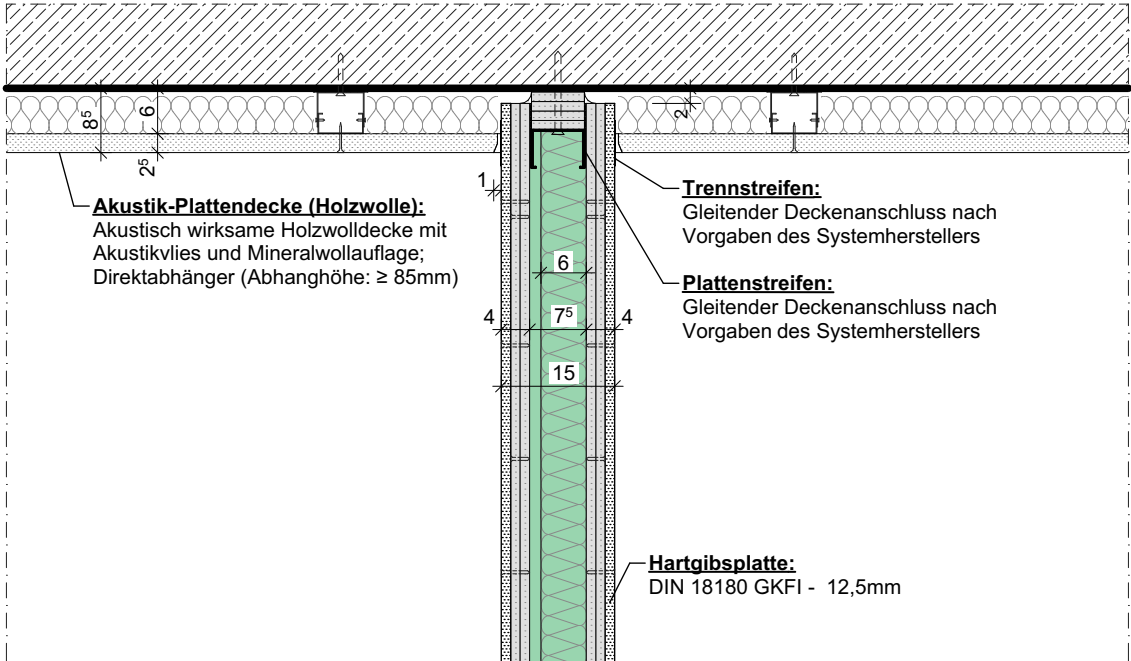 8⁵
6
2⁵
2
1
Akustik-Plattendecke (Holzwolle):
Akustisch wirksame Holzwolldecke mit
Akustikvlies und Mineralwollauflage;
Direktabhänger (Abhanghöhe: ≥ 85mm)
Trennstreifen:
Gleitender Deckenanschluss nach
Vorgaben des Systemherstellers
Plattenstreifen:
Gleitender Deckenanschluss nach
Vorgaben des Systemherstellers
6
4 7⁵ 4
15
Hartgibsplatte:
DIN 18180 GKFI - 12,5mm